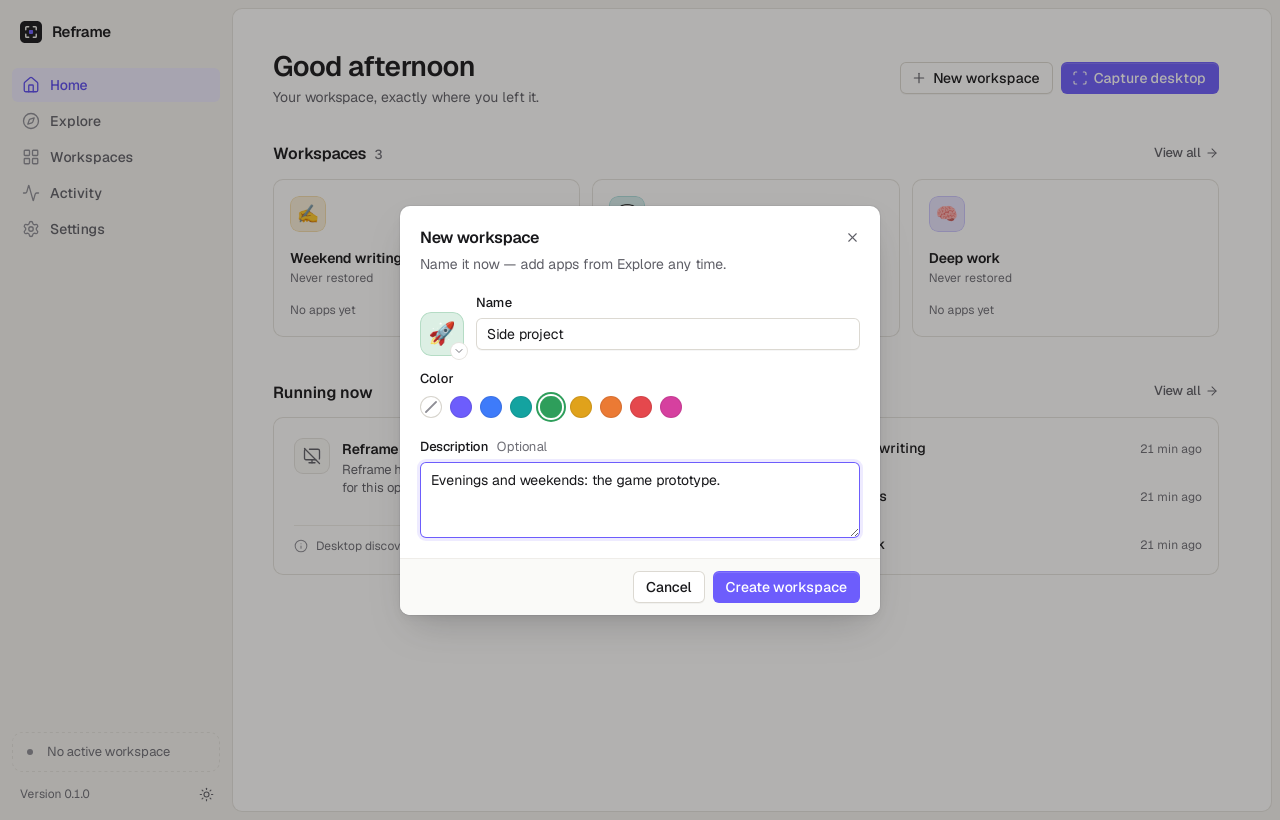 Reframe
Home
Explore
Workspaces
Activity
Settings
No active workspace
Version 0.1.0
Good afternoon
Your workspace, exactly where you left it.
New workspace
Capture desktop
Workspaces 3
View all
Weekend writing
Never restored
No apps yet
Deep work
Never restored
No apps yet
Running now
View all
Reframe
Reframe
for this
Desktop
writing
21 min ago
21 min ago
21 min ago
New workspace
Name it now — add apps from Explore any time.
Name
Side project
Color
Description Optional
Evenings and weekends: the game prototype.
Cancel
Create workspace